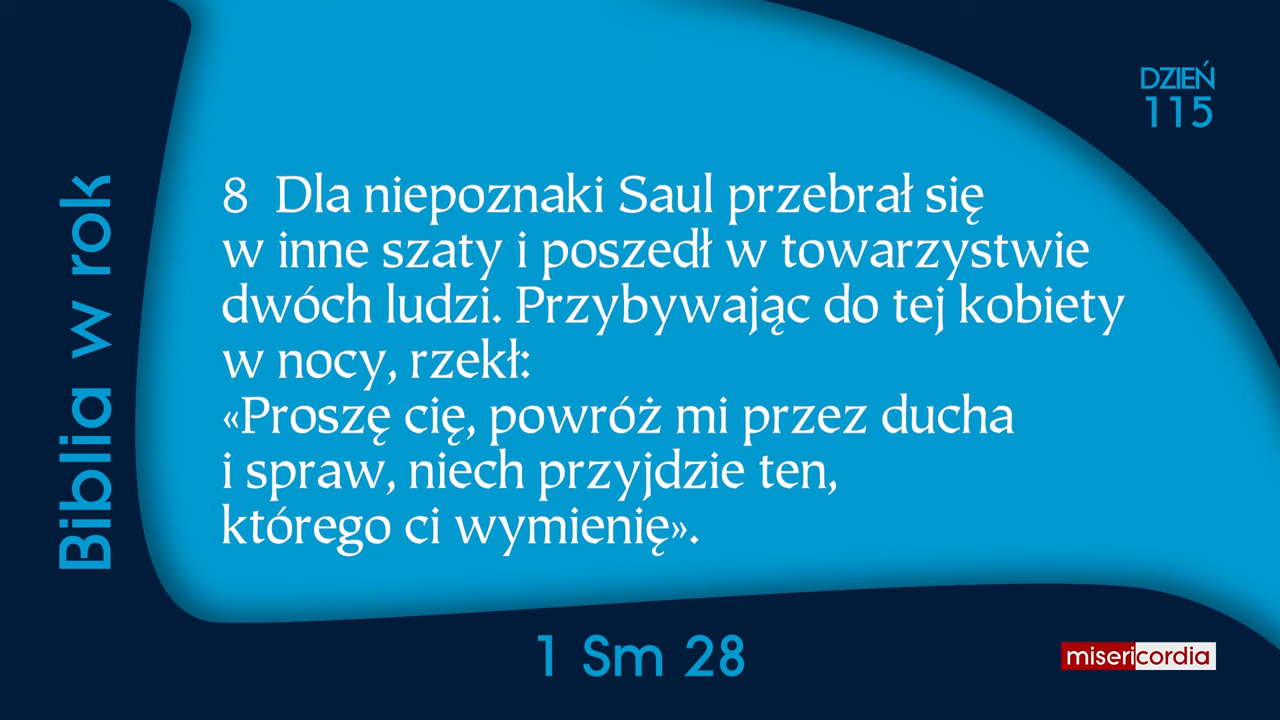 DZIEŃ
115
Biblia w rok
8 Dla niepoznaki Saul przebrał się
w inne szaty i poszedł w towarzystwie
dwóch ludzi. Przybywając do tej kobiety
w nocy, rzekł:
«Proszę cię, powróż mi przez ducha
i spraw, niech przyjdzie ten,
którego ci wymienię».
1 Sm 28
misericordia